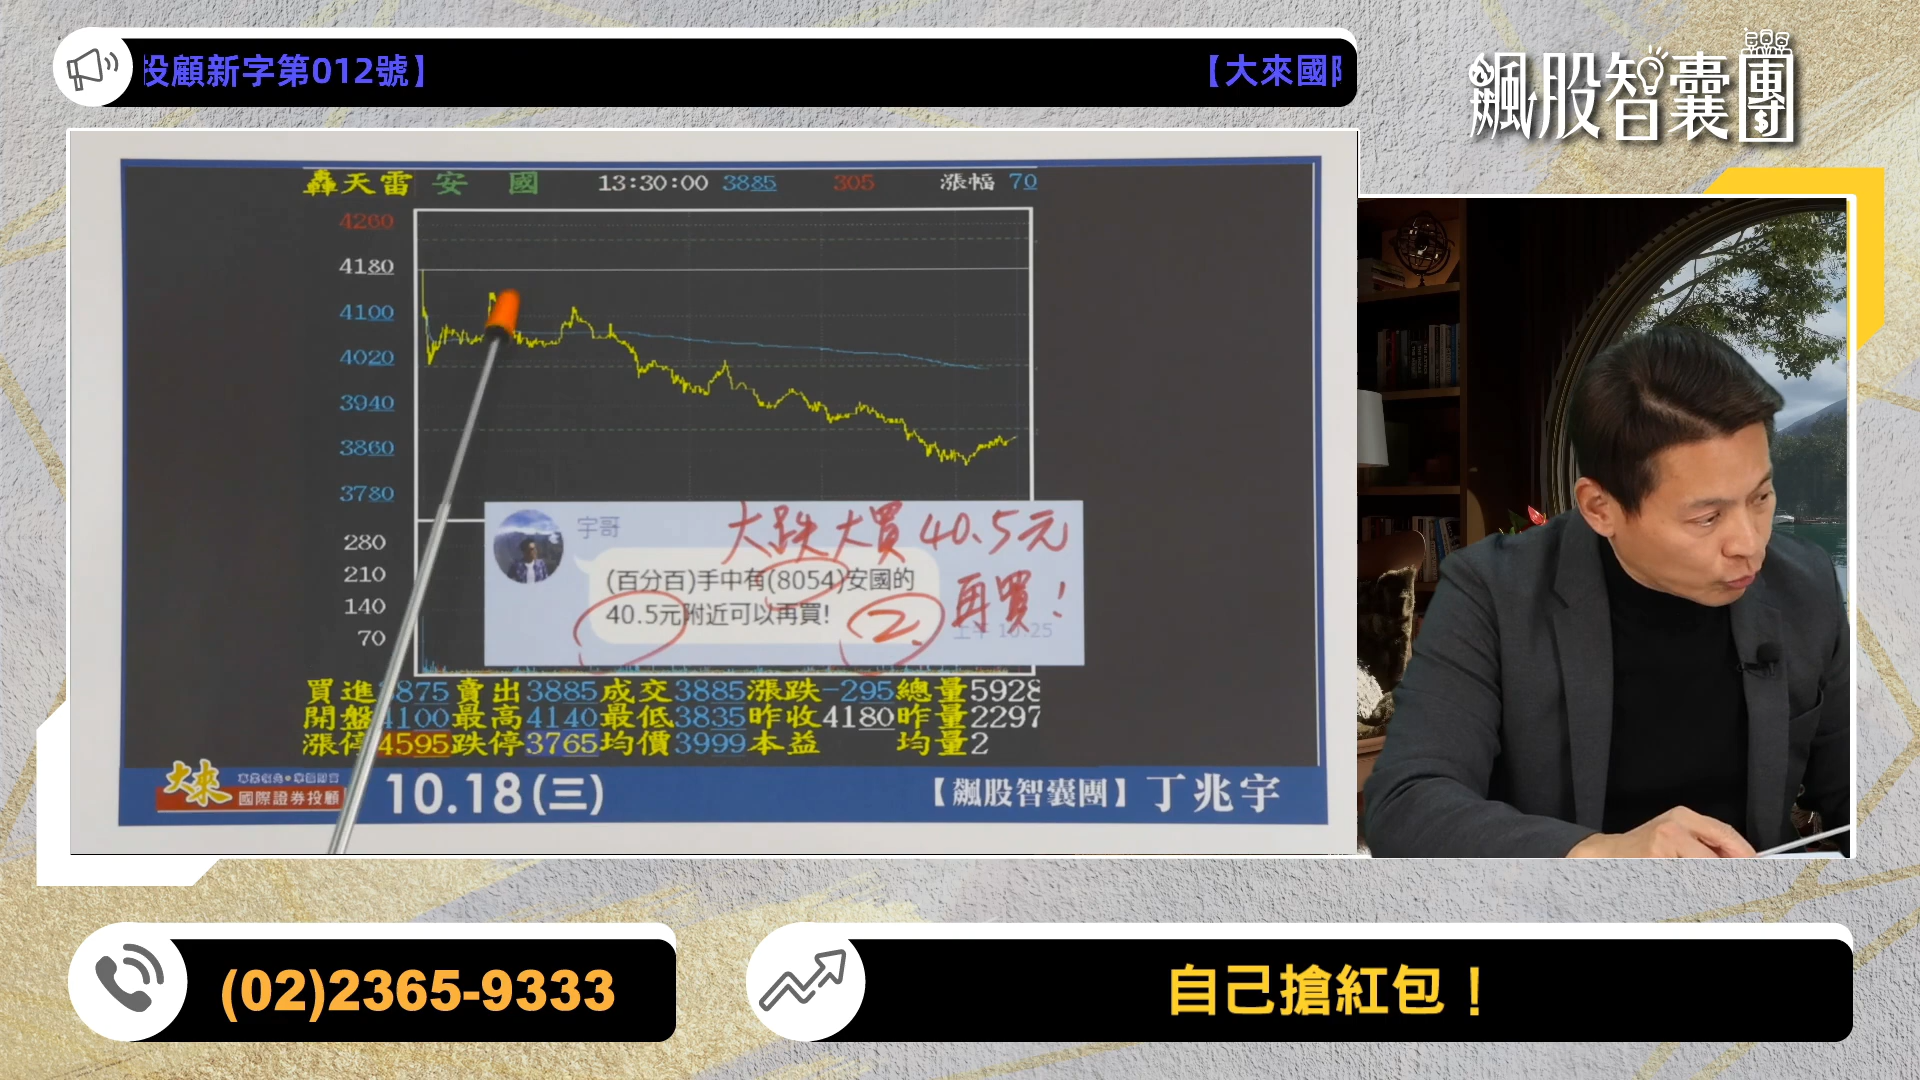 投顧新字第012號】
【大來國
飆股智囊團
轟天雷 安 國 13:30:00 3885 305 漲幅 70
4260
4180
4100
4020
3940
3860
3780
280
210
140
70
宇哥
大跌大買40.5元
再買!
(百分百)手中有(8054)安國的
40.5元附近可以再買!
2.
上午 10:25
買進3875賣出3885成交3885漲跌-295總量5928
開盤4100最高4140最低3835昨收4180昨量2297
漲停4595跌停3765均價3999本益 均量2
大來
國際證券投顧
10.18(三)
【飆股智囊團】丁兆宇
(02)2365-9333
自己搶紅包！